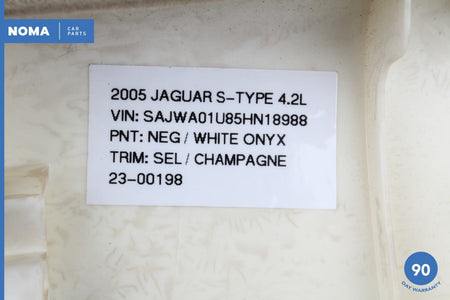 NOMA CAR PARTS
2005 JAGUAR S-TYPE 4.2L
VIN: SAJWA01U85HN18988
PNT: NEG / WHITE ONYX
TRIM: SEL / CHAMPAGNE
23-00198
90
DAY WARRANTY